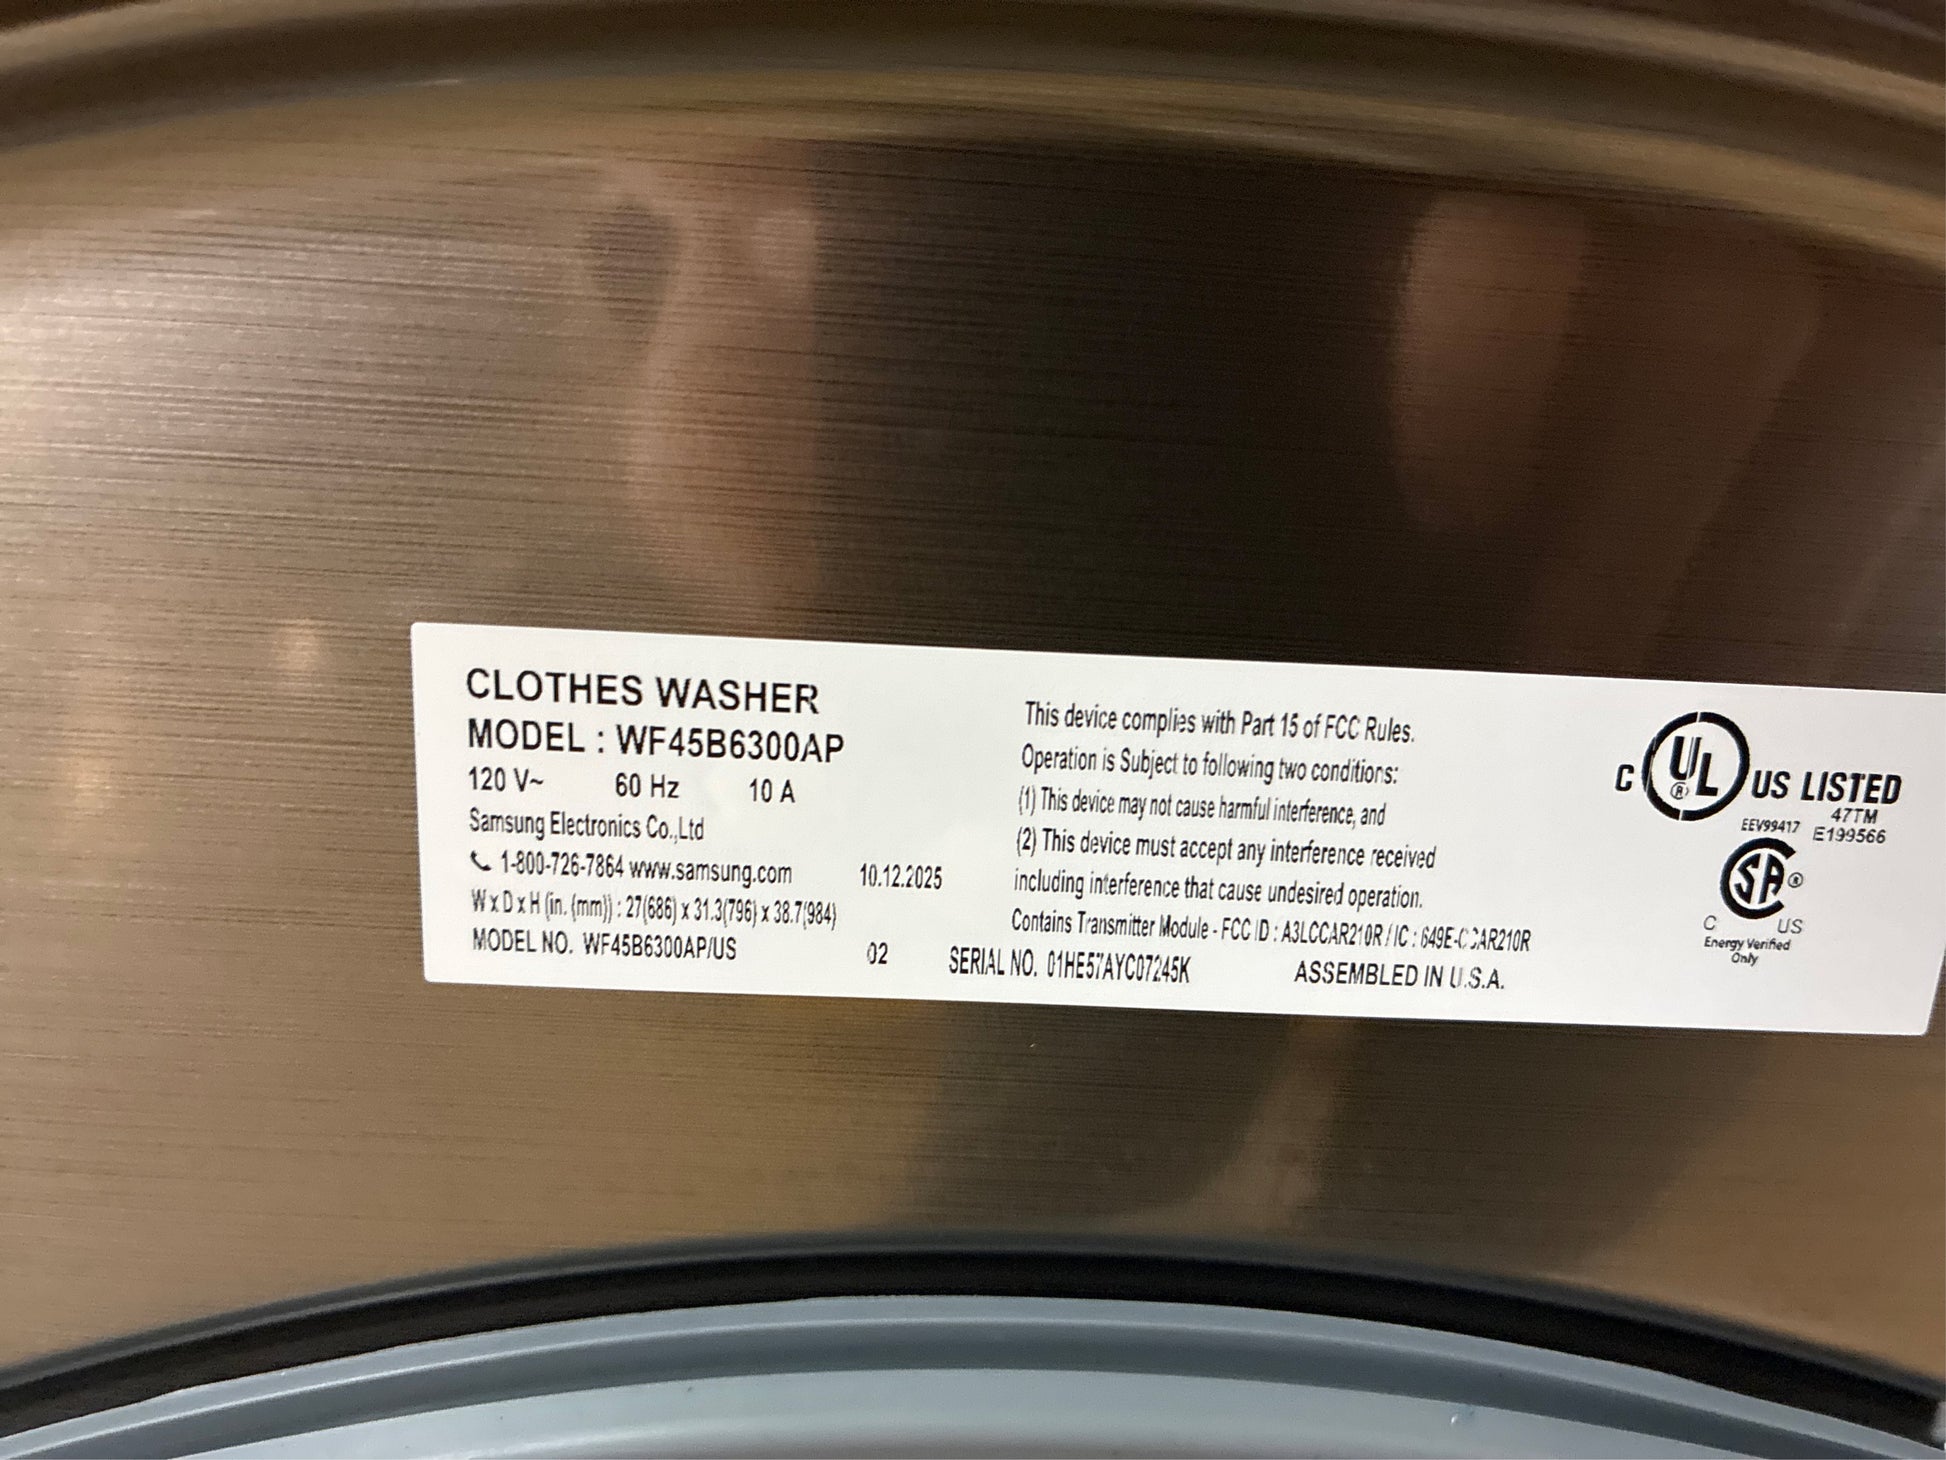 CLOTHES WASHER
MODEL : WF45B6300AP
120 V~ 60 Hz 10 A
Samsung Electronics Co.,Ltd
1-800-726-7864 www.samsung.com 10.12.2025
W x D x H (in. (mm)) : 27(686) x 31.3(796) x 38.7(984)
MODEL NO. WF45B6300AP/US 02 SERIAL NO. 01HE57AYC07245K ASSEMBLED IN U.S.A.
This device complies with Part 15 of FCC Rules.
Operation is Subject to following two conditions:
(1) This device may not cause harmful interference, and
(2) This device must accept any interference received
including interference that cause undesired operation.
Contains Transmitter Module - FCC ID : A3LCCAR210R / IC : 649E-CCAR210R
C UL ® US LISTED
47TM
EEV99417 E199566
SA ®
C US
Energy Verified
Only